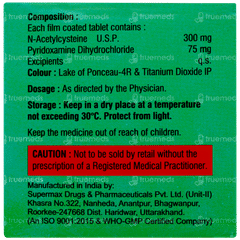 Composition :
Each film coated tablet contains :
N-Acetylcysteine U.S.P. 300 mg
Pyridoxamine Dihydrochloride 75 mg
Excipients q.s.
Colour : Lake of Ponceau-4R & Titanium Dioxide IP
Dosage : As directed by the Physician.
Storage : Keep in a dry place at a temperature
not exceeding 30°C. Protect from light.
Keep the medicine out of reach of children.
CAUTION : Not to be sold by retail without the
prescription of a Registered Medical Practitioner.
Manufactured in India by:
Supermax Drugs & Pharmaceuticals Pvt. Ltd. (Unit-II)
Khasra No.322, Nanheda, Anantpur, Bhagwanpur,
Roorkee-247668 Dist. Haridwar, Uttarakhand.
(An ISO 9001:2015 & WHO-GMP Certified Company)